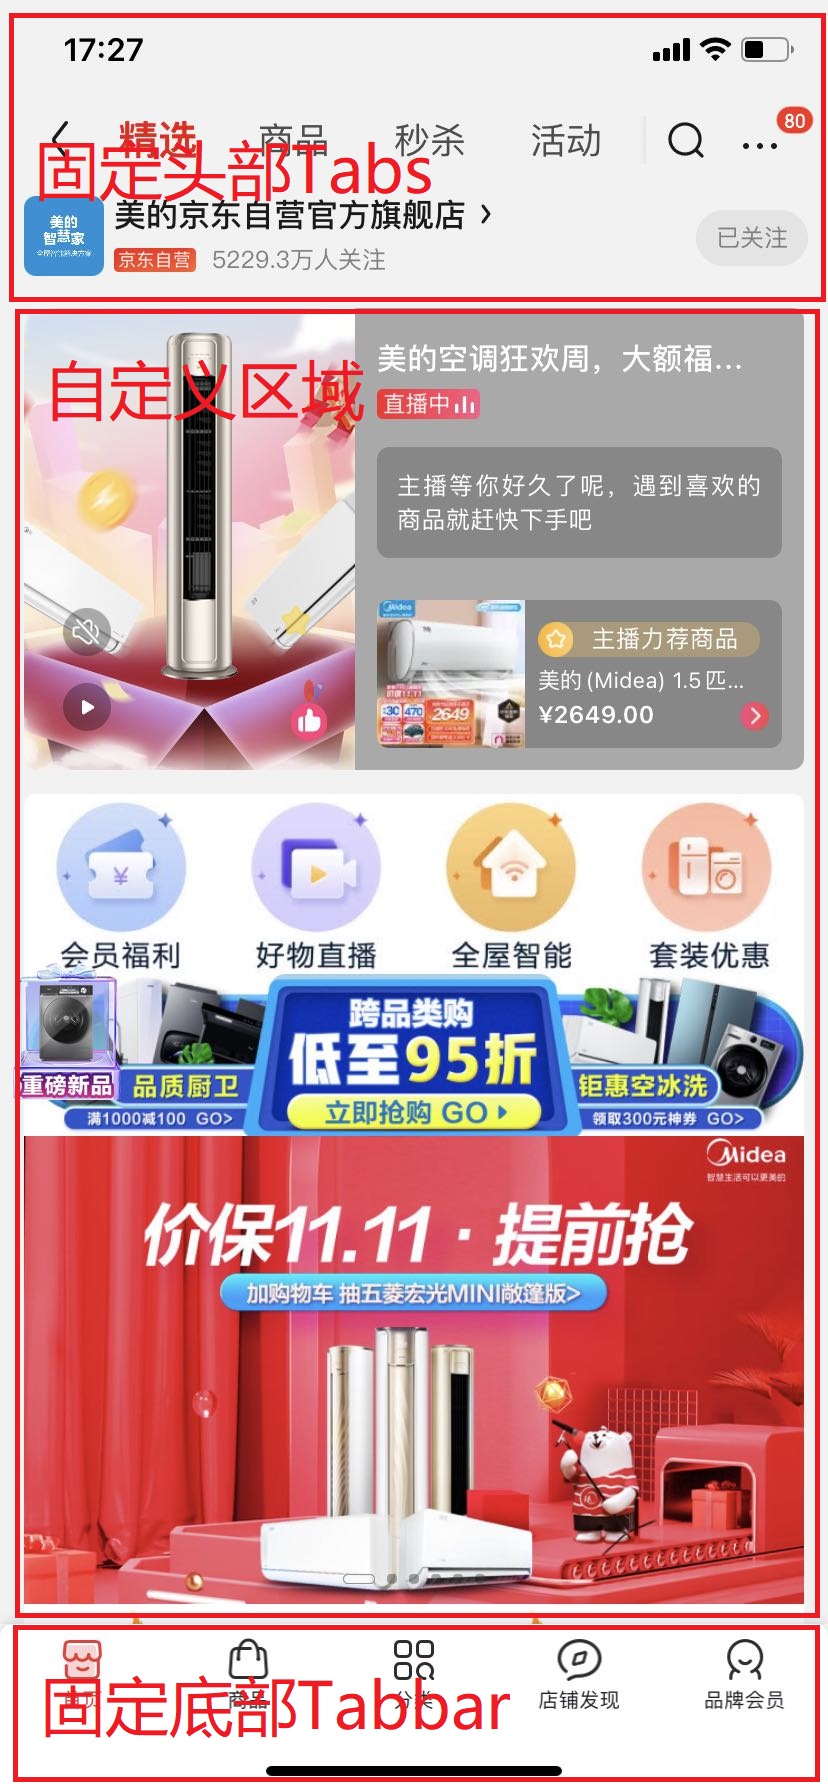 17:27
精选 商品 秒杀 活动 80
固定头部Tabs
美的
智慧家
美的京东自营官方旗舰店
京东自营 5229.3万人关注
已关注
自定义区域
美的空调狂欢周，大额福...
直播中
主播等你好久了呢，遇到喜欢的
商品就赶快下手吧
Midea
2649
主播力荐商品
美的(Midea) 1.5匹...
¥2649.00
会员福利 好物直播 全屋智能 套装优惠
跨品类购
低至95折
立即抢购 GO
重磅新品
品质厨卫
满1000减100 GO>
钜惠空冰洗
领取300元神券 GO>
Midea
智慧生活可以更美的
价保11.11·提前抢
加购物车 抽五菱宏光MINI敞篷版>
首页 商品 分类 店铺发现 品牌会员
固定底部Tabbar